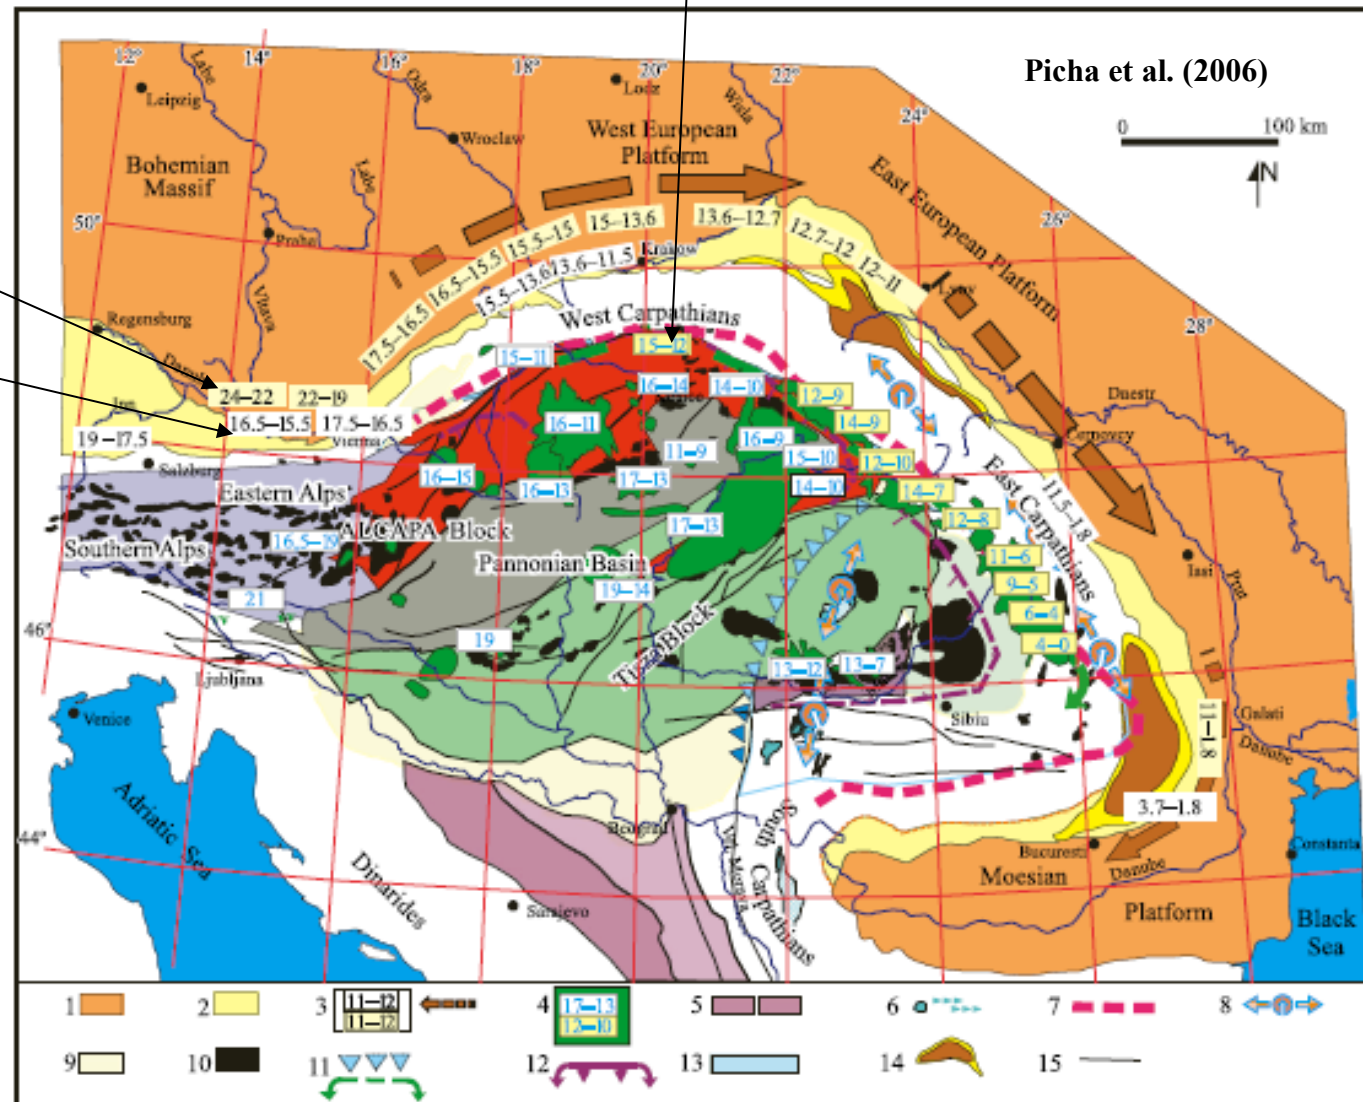 Picha et al. (2006)
0 100 km
N
12°
14°
16°
18°
20°
22°
24°
26°
28°
50°
46°
44°
Leipzig
Labe
Odra
Lodz
Wisla
Wroclaw
West European
Platform
Bohemian
Massif
Labe
Praha
Vltava
East European Platform
15–13.6
13.6–12.7
12.7–12
12–11
15.5–15
16.5–15.5
17.5–16.5
13.6–11.5
15.5–13.6
Krakow
Regensburg
Inn
West Carpathians
15–11
15–12
16–14
14–10
12–9
14–9
24–22
22–19
16.5–15.5
17.5–16.5
19–17.5
Vienna
Salzburg
16–11
16–9
11–9
15–10
12–10
14–10
14–7
Dnestr
Cernovcy
16–15
16–13
17–13
17–13
Eastern Alps
ALCAPA Block
Southern Alps
16.5–19
Pannonian Basin
East Carpathians
11.5–1.8
12–8
11–6
9–5
6–4
4–0
Iasi
Prut
19–14
21
19
Tisza Block
13–12
13–7
Ljubljana
Venice
Sibiu
Galati
Danube
11–1.8
Adriatic Sea
Beograd
Dinarides
Sarajevo
South Carpathians
3.7–1.8
Bucuresti
Danube
Moesian
Platform
Constanta
Black
Sea
1
2
3 11–12
11–12
4 17–13
12–10
5
6
7
8
9
10
11
12
13
14
15